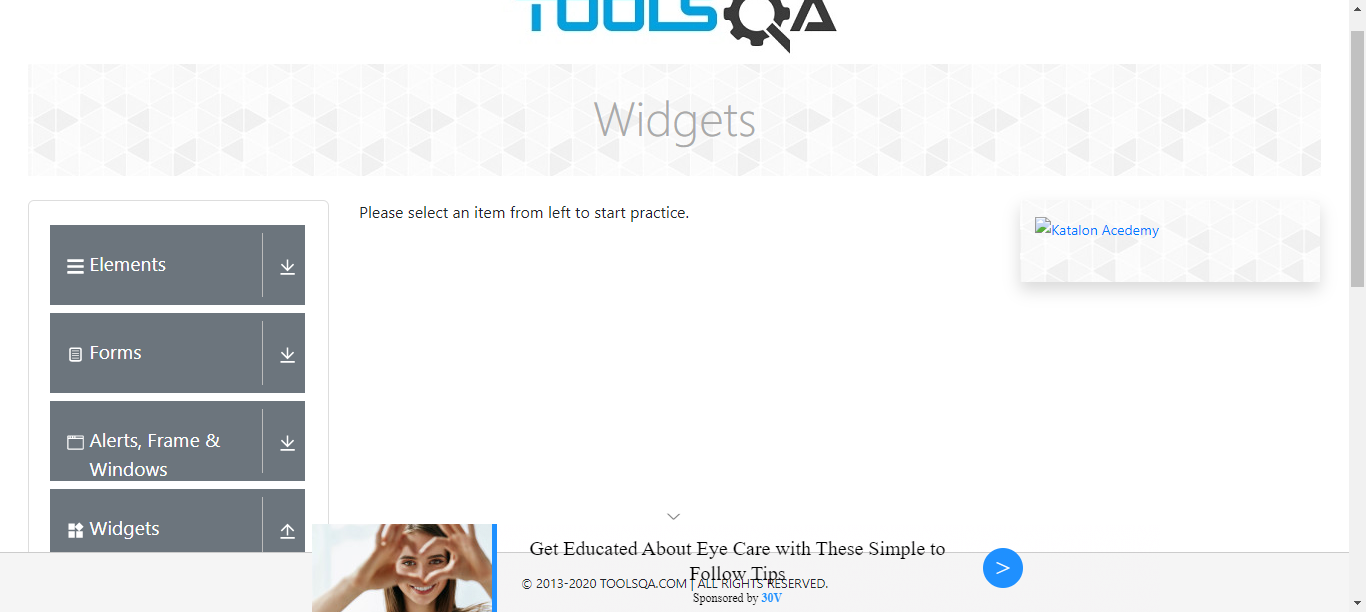 TOOLSQA
Widgets
Please select an item from left to start practice.
Katalon Acedemy
Elements
Forms
Alerts, Frame &
Windows
Widgets
Get Educated About Eye Care with These Simple to
Follow Tips
© 2013-2020 TOOLSQA.COM | ALL RIGHTS RESERVED.
Sponsored by 30V
>